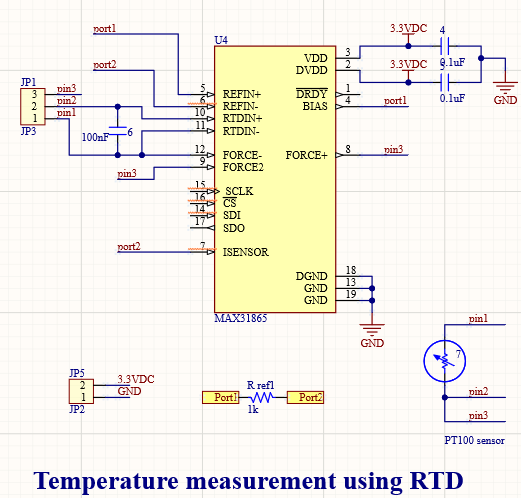 port1
U4
3.3VDC
4
0.1uF
VDD 3
DVDD 2
3.3VDC
0.1uF
GND
port2
JP1
3 pin3
2 pin2
1 pin1
JP3
100nF 6
5 REFIN+
6 REFIN-
10 RTDIN+
11 RTDIN-
12 FORCE-
9 FORCE2
pin3
DRDY 1
BIAS 4 port1
FORCE+ 8 pin3
15 SCLK
16 CS
14 SDI
17 SDO
port2 7 ISENSOR
DGND 18
GND 13
GND 19
MAX31865
GND
pin1
7
pin2
pin3
PT100 sensor
JP5
2 3.3VDC
1 GND
JP2
R ref1
Port1 Port2
1k
Temperature measurement using RTD